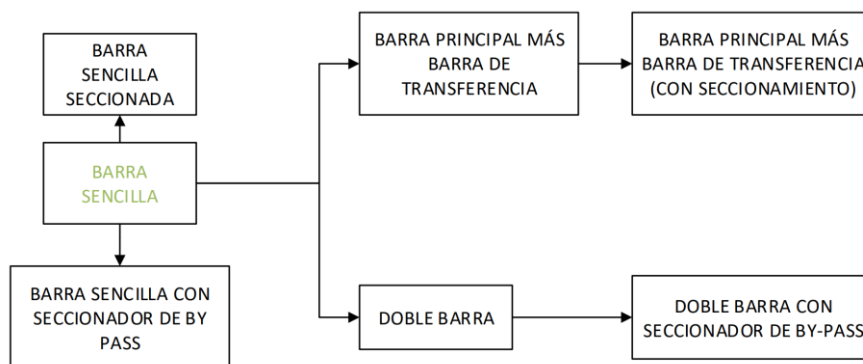 BARRA
SENCILLA
SECCIONADA
BARRA PRINCIPAL MÁS
BARRA DE
TRANSFERENCIA
BARRA PRINCIPAL MÁS
BARRA DE TRANSFERENCIA
(CON SECCIONAMIENTO)
BARRA
SENCILLA
BARRA SENCILLA CON
SECCIONADOR DE BY
PASS
DOBLE BARRA
DOBLE BARRA CON
SECCIONADOR DE BY-PASS